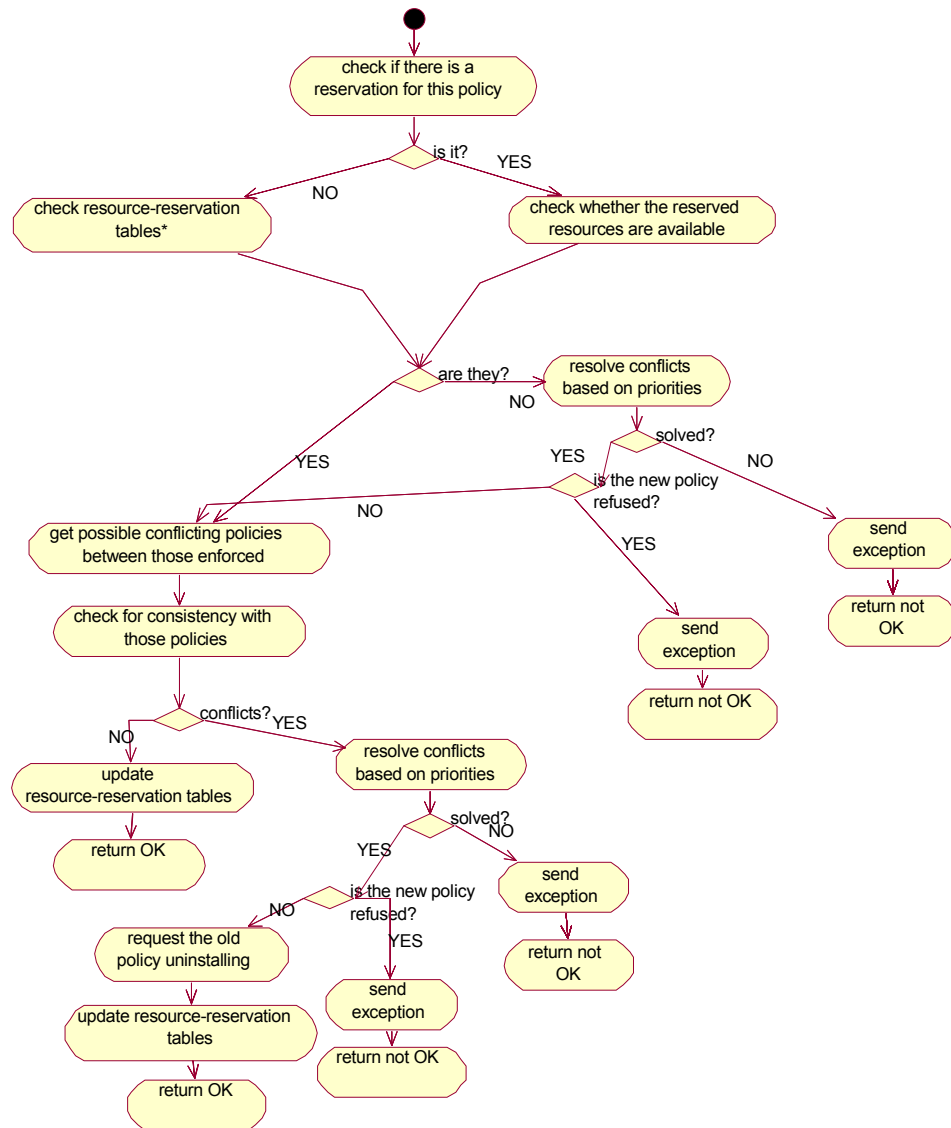 check if there is a
reservation for this policy
is it?
YES
NO
check resource-reservation
tables*
check whether the reserved
resources are available
are they?
NO
resolve conflicts
based on priorities
YES
solved?
YES
NO
is the new policy
refused?
NO
YES
get possible conflicting policies
between those enforced
send
exception
return not
OK
check for consistency with
those policies
send
exception
return not OK
conflicts?
YES
NO
resolve conflicts
based on priorities
update
resource-reservation tables
return OK
solved?
NO
YES
send
exception
return not
OK
is the new policy
refused?
NO
YES
request the old
policy uninstalling
send
exception
return not OK
update resource-reservation
tables
return OK